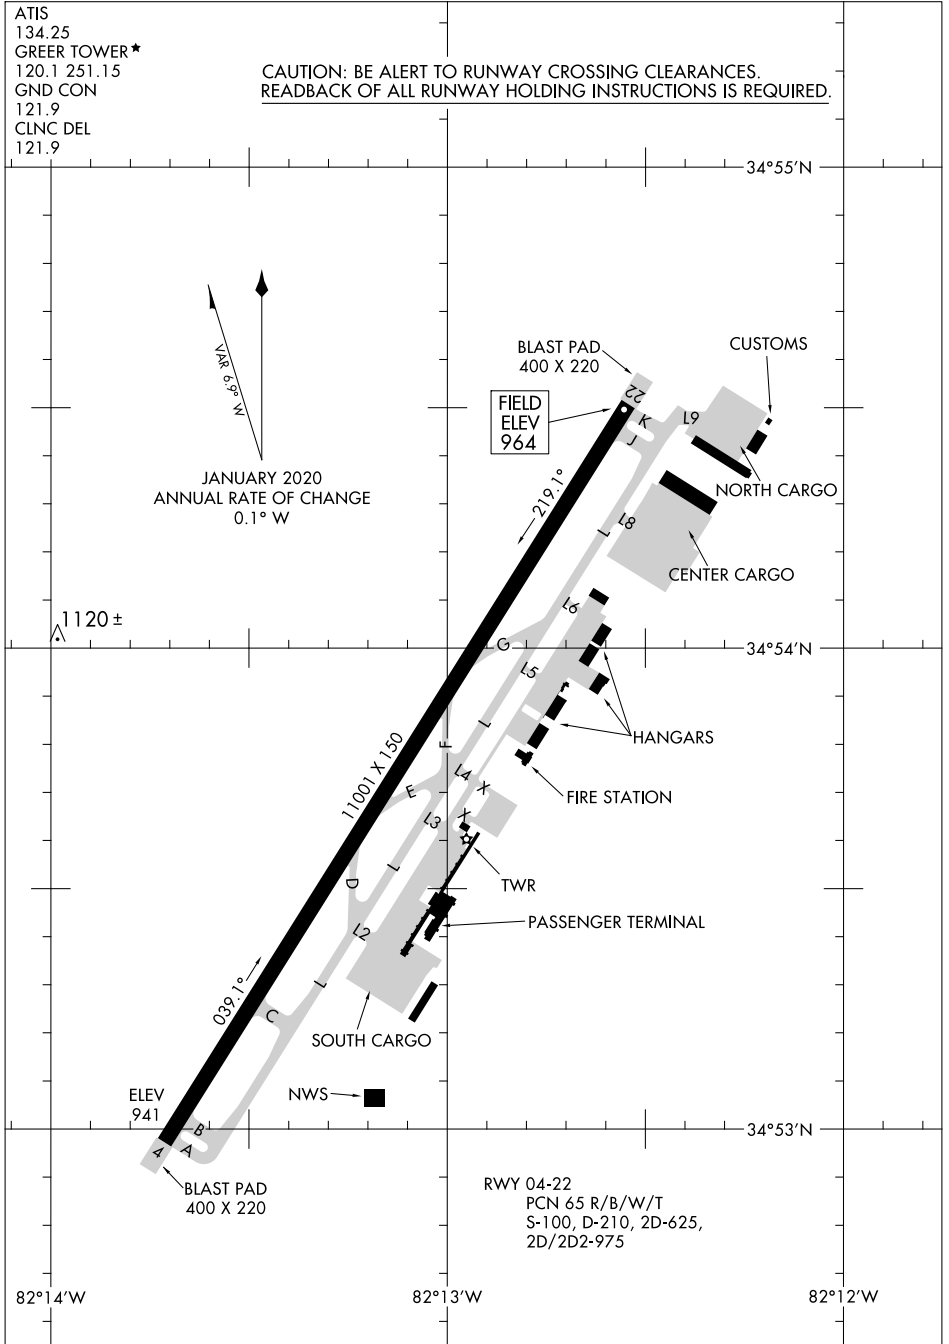 ATIS
134.25
GREER TOWER★
120.1 251.15
GND CON
121.9
CLNC DEL
121.9
CAUTION: BE ALERT TO RUNWAY CROSSING CLEARANCES.
READBACK OF ALL RUNWAY HOLDING INSTRUCTIONS IS REQUIRED.
34°55'N
VAR 6.9° W
JANUARY 2020
ANNUAL RATE OF CHANGE
0.1° W
BLAST PAD
400 X 220
CUSTOMS
22
FIELD
ELEV
964
K
J
L9
NORTH CARGO
219.1°
L
L8
CENTER CARGO
L6
1120 ±
G
34°54'N
L5
HANGARS
L
F
11001 X 150
L4
X
E
FIRE STATION
L3
X
L
TWR
D
PASSENGER TERMINAL
L2
L
039.1°
C
SOUTH CARGO
NWS
ELEV
941
B
A
34°53'N
4
BLAST PAD
400 X 220
RWY 04-22
PCN 65 R/B/W/T
S-100, D-210, 2D-625,
2D/2D2-975
82°14'W
82°13'W
82°12'W